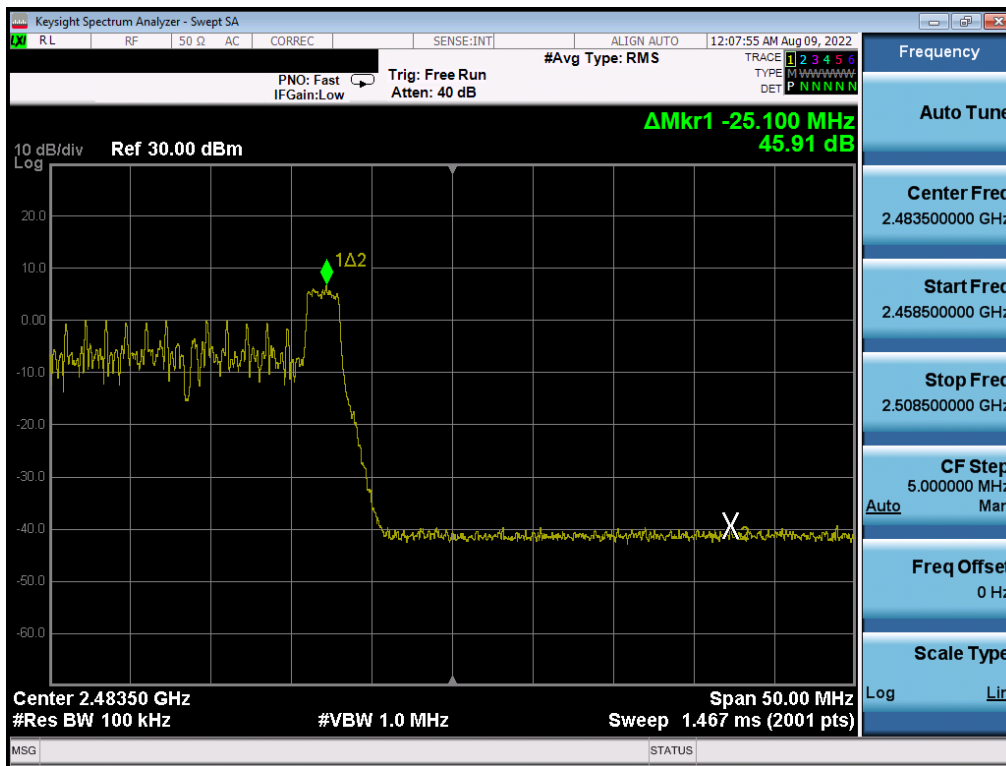 Keysight Spectrum Analyzer - Swept SA
LXI RL RF 50 Ω AC CORREC SENSE:INT ALIGN AUTO 12:07:55 AM Aug 09, 2022
#Avg Type: RMS TRACE 1 2 3 4 5 6
PNO: Fast Trig: Free Run TYPE M W W W W W
IFGain:Low Atten: 40 dB DET P N N N N N
ΔMkr1 -25.100 MHz
45.91 dB
10 dB/div Ref 30.00 dBm
Log
20.0
1Δ2
10.0
0.00
-10.0
-20.0
-30.0
-40.0
X2
-50.0
-60.0
Center 2.48350 GHz Span 50.00 MHz
#Res BW 100 kHz #VBW 1.0 MHz Sweep 1.467 ms (2001 pts)
MSG STATUS
Frequency
Auto Tune
Center Freq
2.483500000 GHz
Start Freq
2.458500000 GHz
Stop Freq
2.508500000 GHz
CF Step
5.000000 MHz
Auto Man
Freq Offset
0 Hz
Scale Type
Log Lin